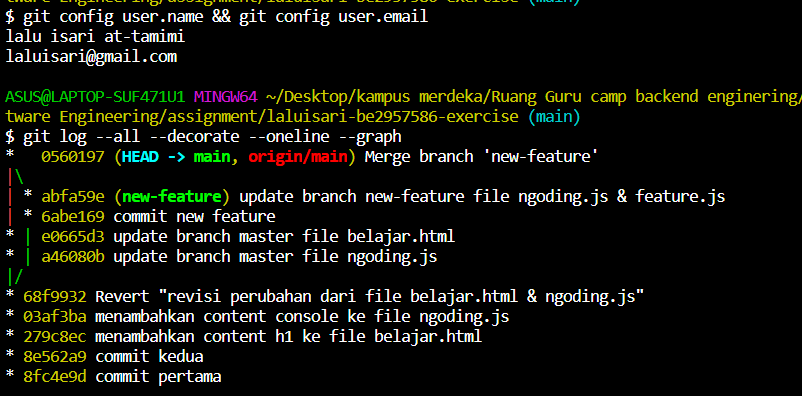 tware Engineering/assignment/laluisari-be2957586-exercise (main)
$ git config user.name && git config user.email
lalu isari at-tamimi
laluisari@gmail.com
ASUS@LAPTOP-SUF471U1 MINGW64 ~/Desktop/kampus merdeka/Ruang Guru camp backend enginering/
tware Engineering/assignment/laluisari-be2957586-exercise (main)
$ git log --all --decorate --oneline --graph
*   0560197 (HEAD -> main, origin/main) Merge branch 'new-feature'
|\
| * abfa59e (new-feature) update branch new-feature file ngoding.js & feature.js
| * 6abe169 commit new feature
* | e0665d3 update branch master file belajar.html
* | a46080b update branch master file ngoding.js
|/
* 68f9932 Revert "revisi perubahan dari file belajar.html & ngoding.js"
* 03af3ba menambahkan content console ke file ngoding.js
* 279c8ec menambahkan content h1 ke file belajar.html
* 8e562a9 commit kedua
* 8fc4e9d commit pertama